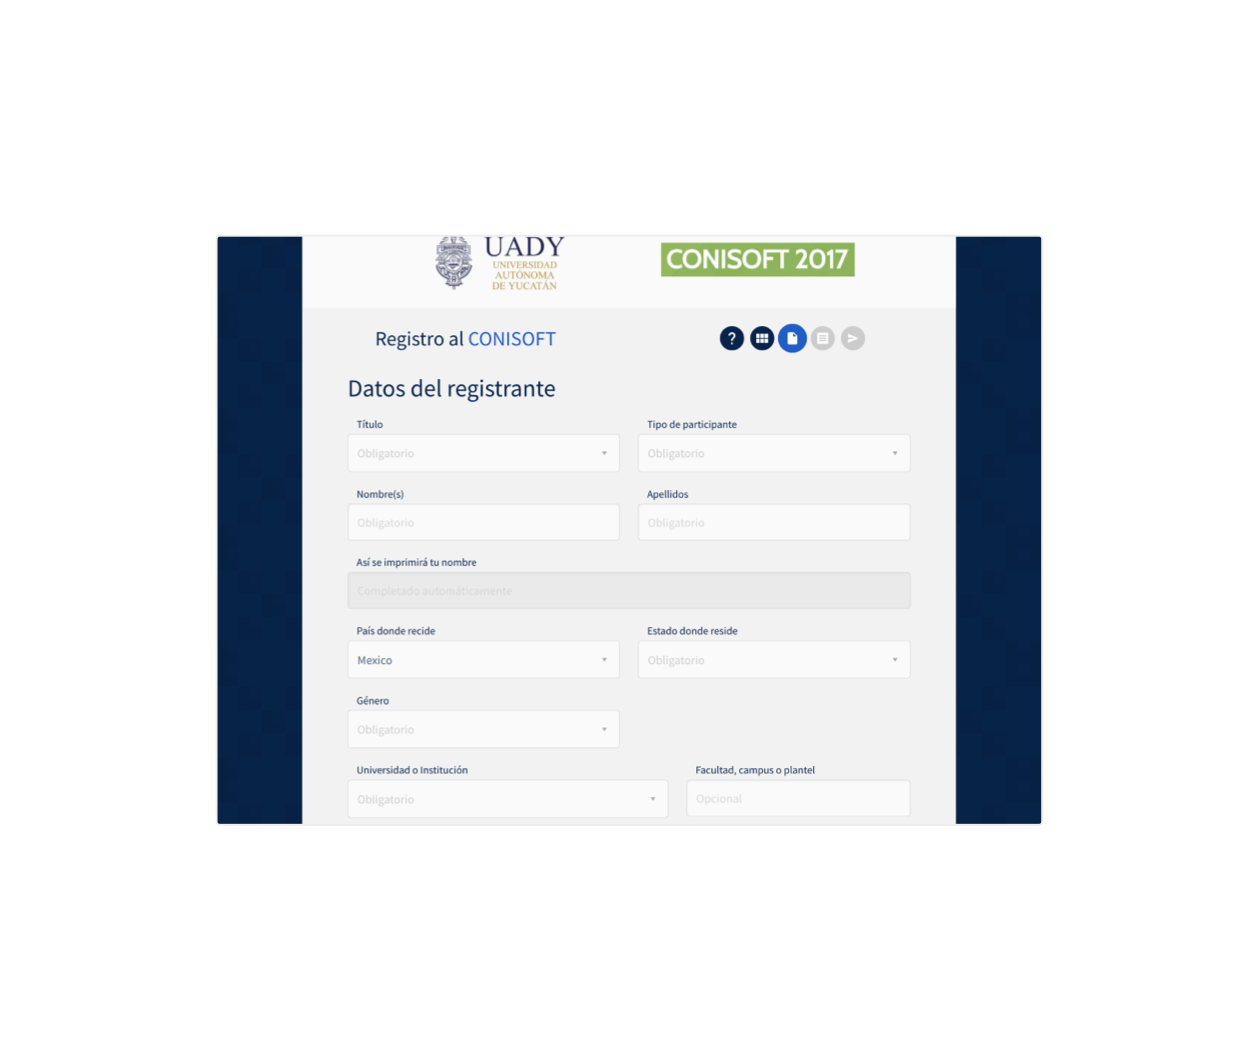 UADY
UNIVERSIDAD
AUTÓNOMA
DE YUCATÁN
CONISOFT 2017
Registro al CONISOFT
?
Datos del registrante
Título
Tipo de participante
Obligatorio
Obligatorio
Nombre(s)
Apellidos
Obligatorio
Obligatorio
Así se imprimirá tu nombre
Completado automáticamente
País donde recide
Estado donde reside
Mexico
Obligatorio
Género
Obligatorio
Universidad o Institución
Facultad, campus o plantel
Obligatorio
Opcional